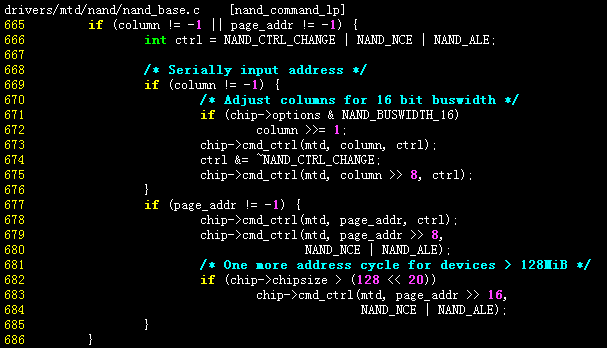 drivers/mtd/nand/nand_base.c    [nand_command_lp]
665         if (column != -1 || page_addr != -1) {
666                 int ctrl = NAND_CTRL_CHANGE | NAND_NCE | NAND_ALE;
667
668                 /* Serially input address */
669                 if (column != -1) {
670                         /* Adjust columns for 16 bit buswidth */
671                         if (chip->options & NAND_BUSWIDTH_16)
672                                 column >>= 1;
673                         chip->cmd_ctrl(mtd, column, ctrl);
674                         ctrl &= ~NAND_CTRL_CHANGE;
675                         chip->cmd_ctrl(mtd, column >> 8, ctrl);
676                 }
677                 if (page_addr != -1) {
678                         chip->cmd_ctrl(mtd, page_addr, ctrl);
679                         chip->cmd_ctrl(mtd, page_addr >> 8,
680                                        NAND_NCE | NAND_ALE);
681                         /* One more address cycle for devices > 128MiB */
682                         if (chip->chipsize > (128 << 20))
683                                 chip->cmd_ctrl(mtd, page_addr >> 16,
684                                                NAND_NCE | NAND_ALE);
685                 }
686         }